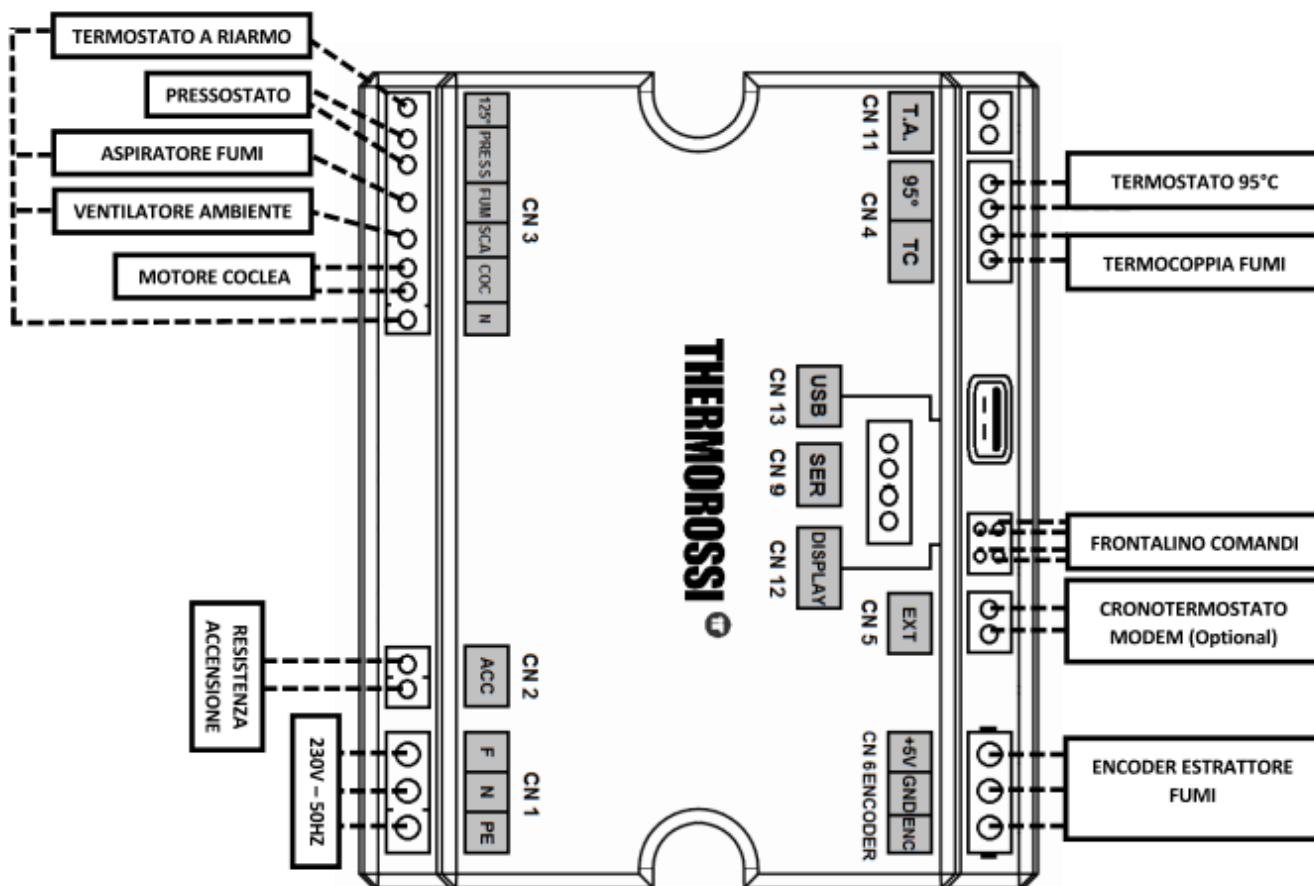 TERMOSTATO A RIARMO
PRESSOSTATO
ASPIRATORE FUMI
VENTILATORE AMBIENTE
MOTORE COCLEA
125°
PRESS
FUM
SCA
COC
N
CN 3
RESISTENZA
ACCENSIONE
ACC
CN 2
230V – 50HZ
F
N
PE
CN 1
THERMOROSSI
T.A.
CN 11
95°
TC
CN 4
USB
CN 13
SER
CN 9
DISPLAY
CN 12
EXT
CN 5
+5V
GND
ENC
CN 6 ENCODER
TERMOSTATO 95°C
TERMOCOPPIA FUMI
FRONTALINO COMANDI
CRONOTERMOSTATO
MODEM (Optional)
ENCODER ESTRATTORE
FUMI